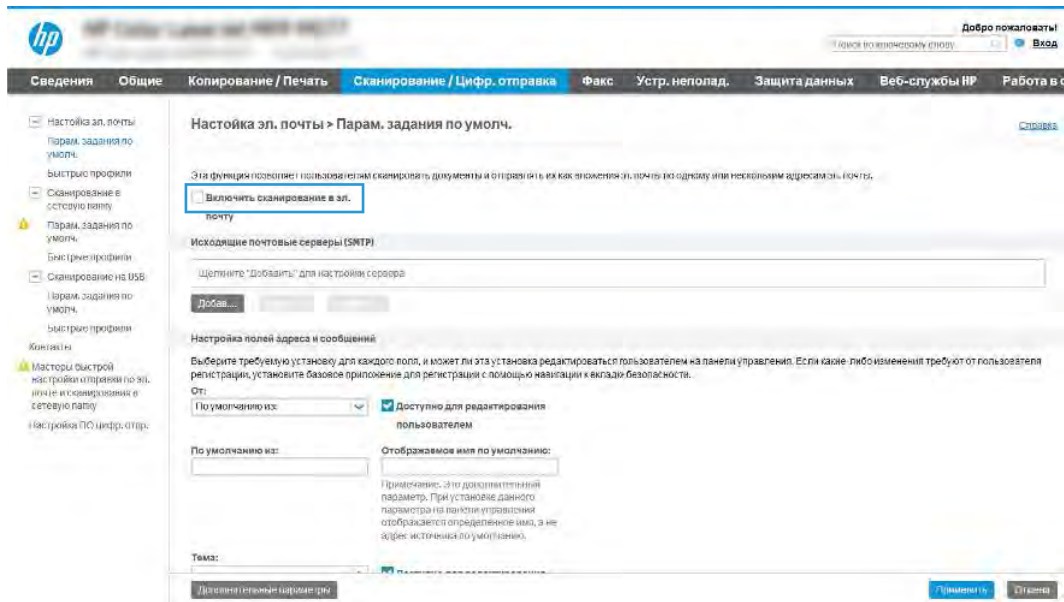 hp
Добро пожаловать!
Поиск по ключевому слову
Вход
Сведения Общие Копирование / Печать Сканирование / Цифр. отправка Факс Устр. неполад. Защита данных Веб-службы HP Работа в с
Настойка эл. почты
Парам. задания по
умолч.
Быстрые профили
Сканирование в
сетевую папку
Парам. задания по
умолч.
Быстрые профили
Сканирование на USB
Парам. задания по
умолч.
Быстрые профили
Контакты
Мастеры быстрой
настройки отправки по эл.
почте и сканирования в
сетевую папку
Настройка ПО цифр. отпр.
Настойка эл. почты > Парам. задания по умолч.
Справка
Эта функция позволяет пользователям сканировать документы и отправлять их как вложения эл. почты по одному или нескольким адресам эл. почты.
Включить сканирование в эл.
почту
Исходящие почтовые серверы (SMTP)
Щелкните "Добавить" для настройки сервера
Добав...
Настройка полей адреса и сообщений
Выберите требуемую установку для каждого поля, и может ли эта установка редактироваться пользователем на панели управления. Если какие-либо изменения требуют от пользователя
регистрации, установите базовое приложение для регистрации с помощью навигации к вкладке безопасности.
От:
По умолчанию из:
Доступно для редактирования
пользователем
По умолчанию из:
Отображаемое имя по умолчанию:
Примечание. Это дополнительный
параметр. При установке данного
параметра на панели управления
отображается определенное имя, а не
адрес источника по умолчанию.
Тема:
Дополнительные параметры
Применить
Отмена